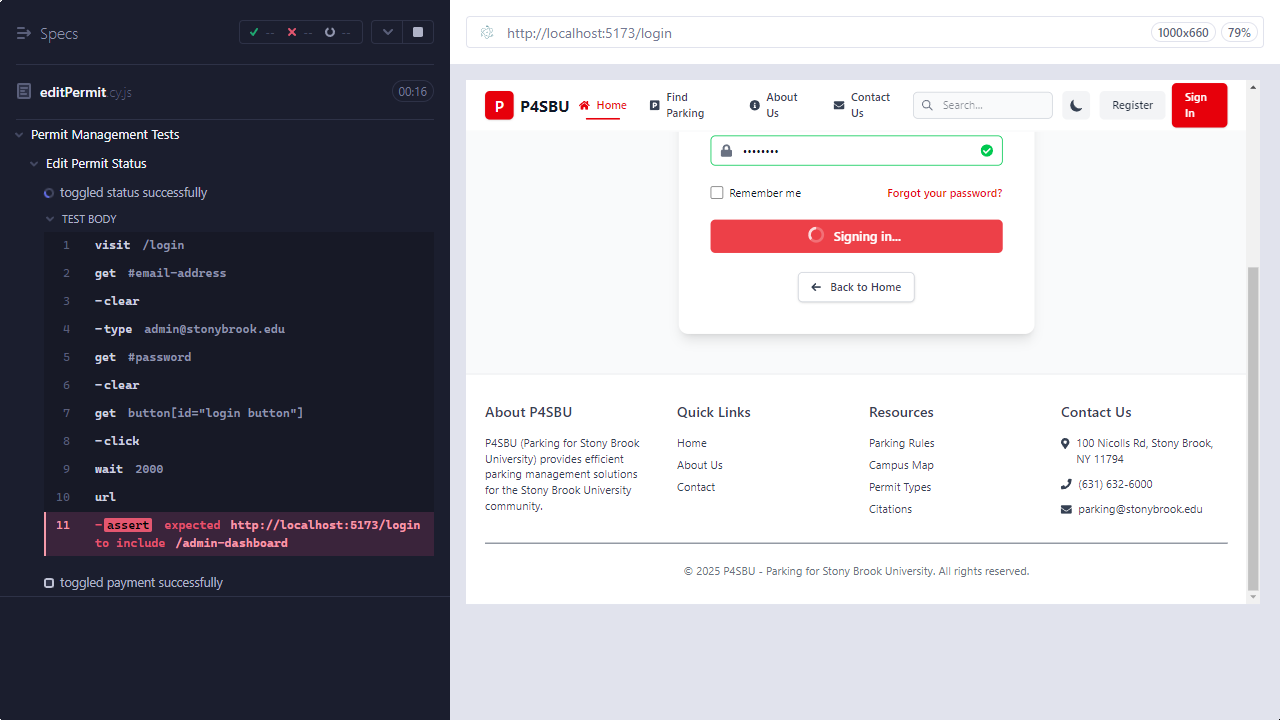 Specs
-- -- --
editPermit.cy.js
00:16
Permit Management Tests
Edit Permit Status
toggled status successfully
TEST BODY
1 visit /login
2 get #email-address
3 -clear
4 -type admin@stonybrook.edu
5 get #password
6 -clear
7 get button[id="login button"]
8 -click
9 wait 2000
10 url
11 -assert expected http://localhost:5173/login
to include /admin-dashboard
toggled payment successfully
http://localhost:5173/login
1000x660
79%
P P4SBU
Home
Find
Parking
About
Us
Contact
Us
Search...
Register
Sign
In
••••••••
Remember me
Forgot your password?
Signing in...
Back to Home
About P4SBU
P4SBU (Parking for Stony Brook
University) provides efficient
parking management solutions
for the Stony Brook University
community.
Quick Links
Home
About Us
Contact
Resources
Parking Rules
Campus Map
Permit Types
Citations
Contact Us
100 Nicolls Rd, Stony Brook,
NY 11794
(631) 632-6000
parking@stonybrook.edu
© 2025 P4SBU - Parking for Stony Brook University. All rights reserved.